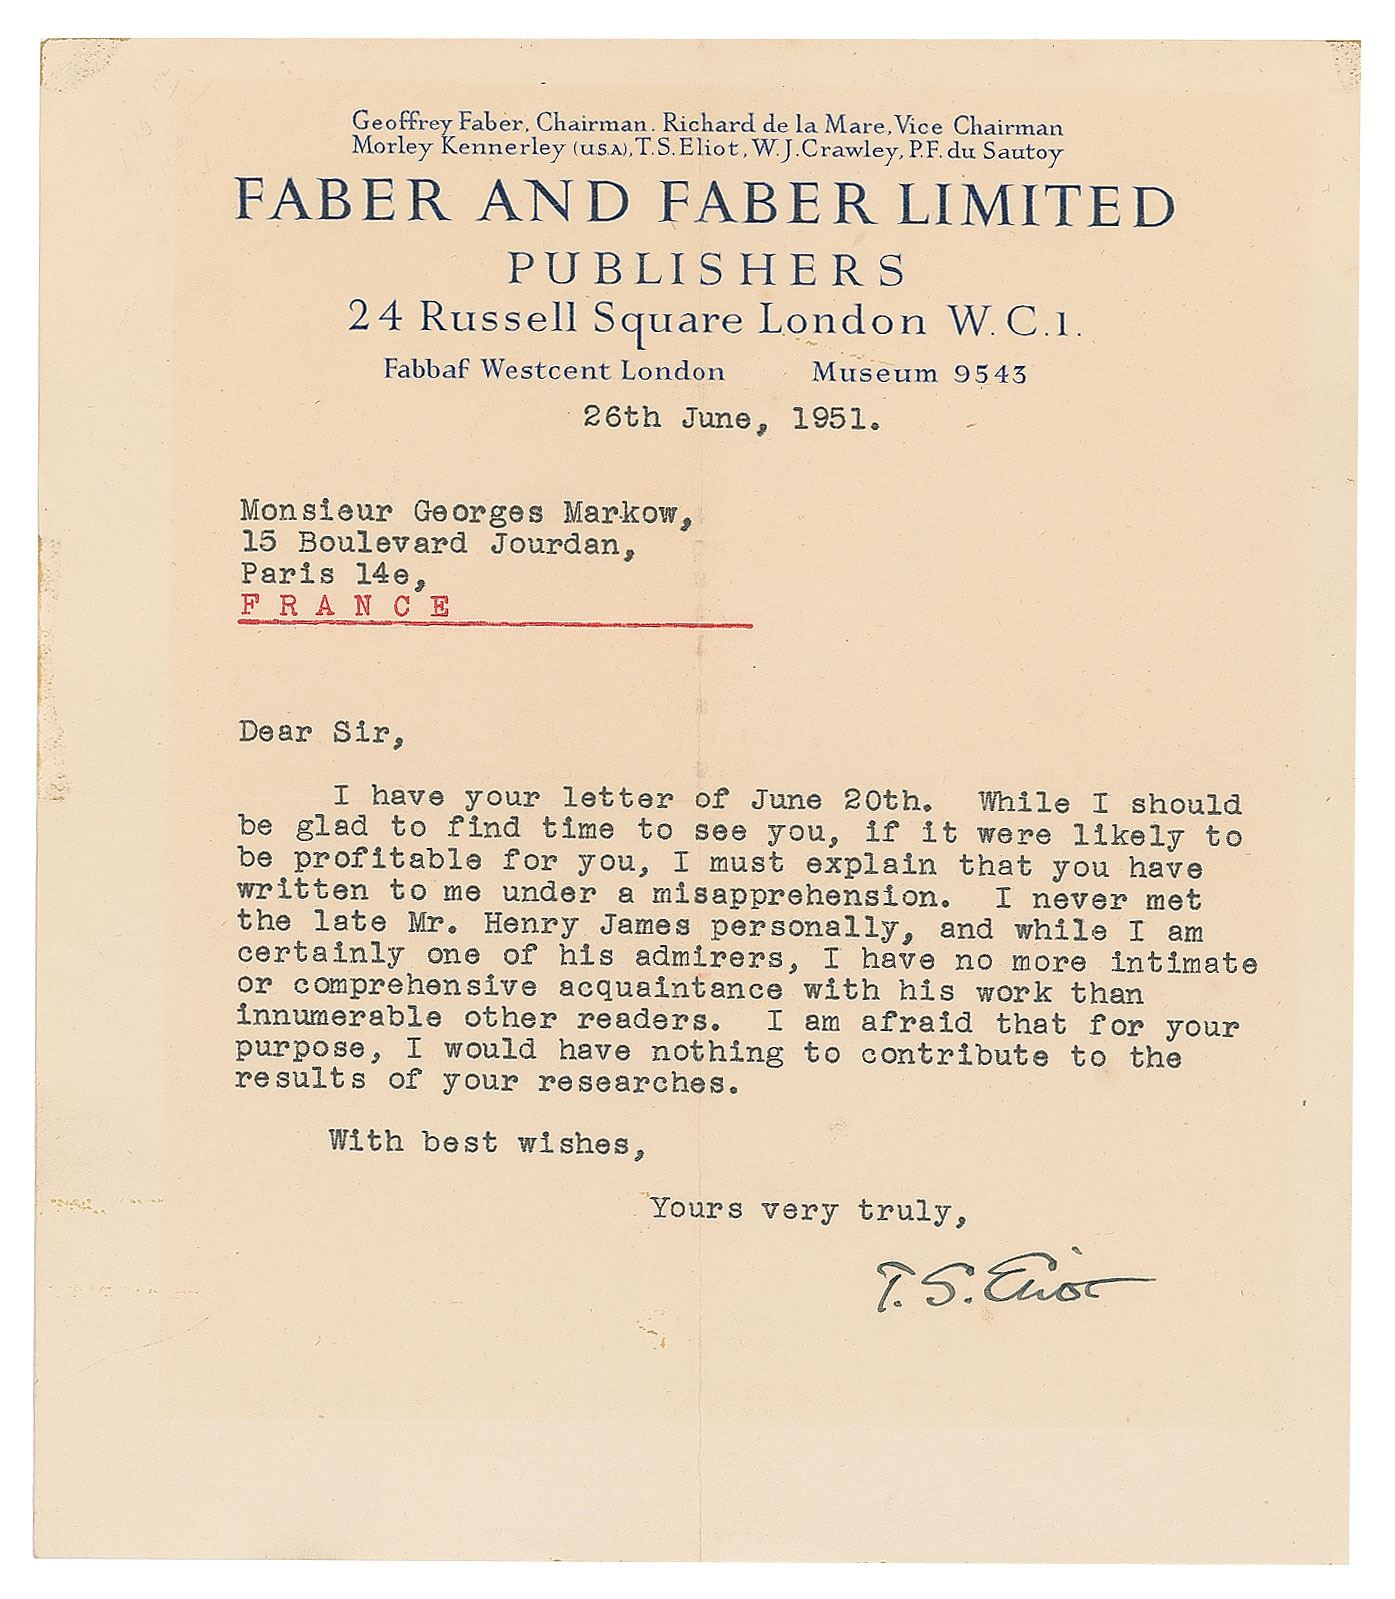 Geoffrey Faber, Chairman. Richard de la Mare, Vice Chairman
Morley Kennerley (USA), T.S. Eliot, W.J. Crawley, P.F. du Sautoy
FABER AND FABER LIMITED
PUBLISHERS
24 Russell Square London W.C.1.
Fabbaf Westcent London Museum 9543
26th June, 1951.
Monsieur Georges Markow,
15 Boulevard Jourdan,
Paris 14e,
FRANCE
Dear Sir,
I have your letter of June 20th. While I should
be glad to find time to see you, if it were likely to
be profitable for you, I must explain that you have
written to me under a misapprehension. I never met
the late Mr. Henry James personally, and while I am
certainly one of his admirers, I have no more intimate
or comprehensive acquaintance with his work than
innumerable other readers. I am afraid that for your
purpose, I would have nothing to contribute to the
results of your researches.
With best wishes,
Yours very truly,
T. S. Eliot